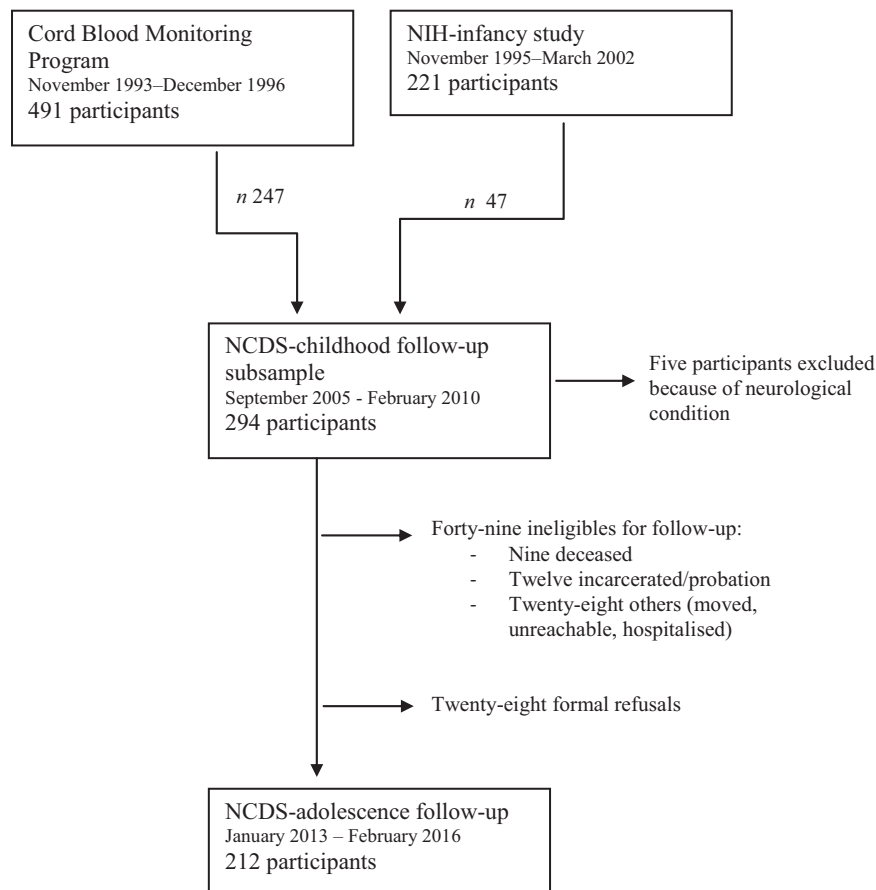 Cord Blood Monitoring
Program
November 1993–December 1996
491 participants
NIH-infancy study
November 1995–March 2002
221 participants
n 247
n 47
NCDS-childhood follow-up
subsample
September 2005 - February 2010
294 participants
Five participants excluded
because of neurological
condition
Forty-nine ineligibles for follow-up:
- Nine deceased
- Twelve incarcerated/probation
- Twenty-eight others (moved,
unreachable, hospitalised)
Twenty-eight formal refusals
NCDS-adolescence follow-up
January 2013 – February 2016
212 participants